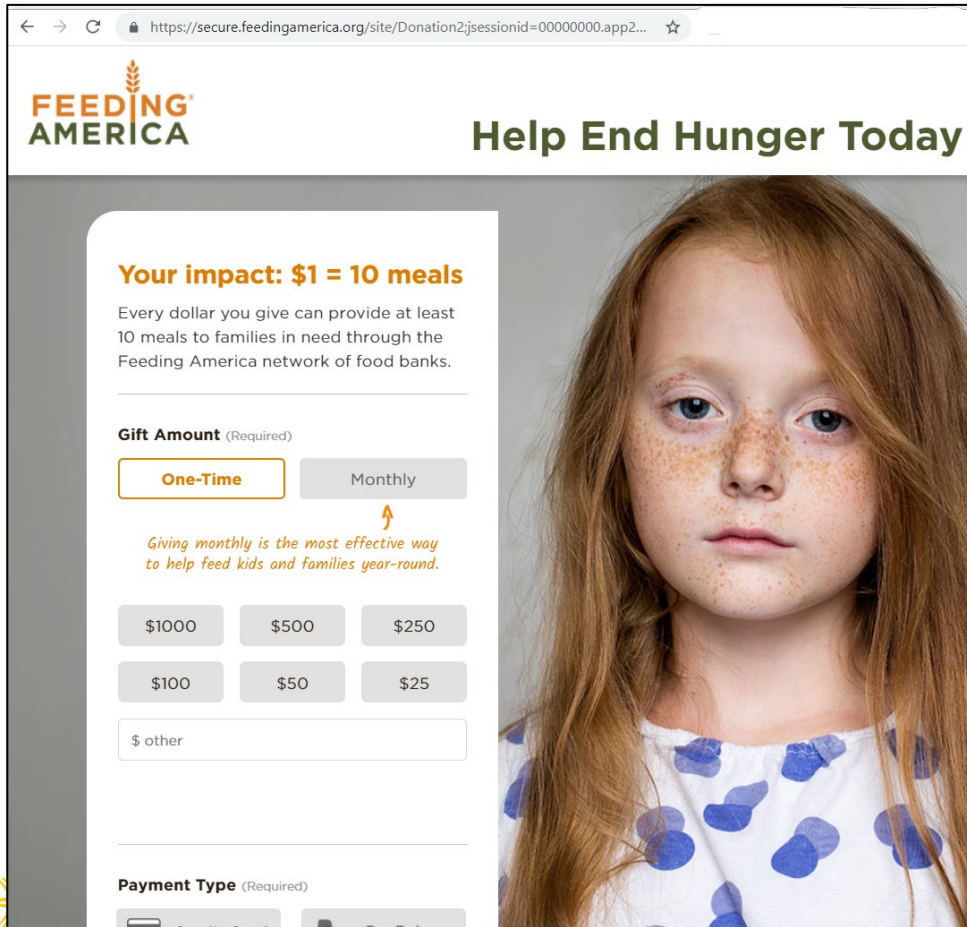 https://secure.feedingamerica.org/site/Donation2;jsessionid=00000000.app2...
FEEDING
AMERICA
Help End Hunger Today
Your impact: $1 = 10 meals
Every dollar you give can provide at least
10 meals to families in need through the
Feeding America network of food banks.
Gift Amount (Required)
One-Time Monthly
Giving monthly is the most effective way
to help feed kids and families year-round.
$1000 $500 $250
$100 $50 $25
$ other
Payment Type (Required)